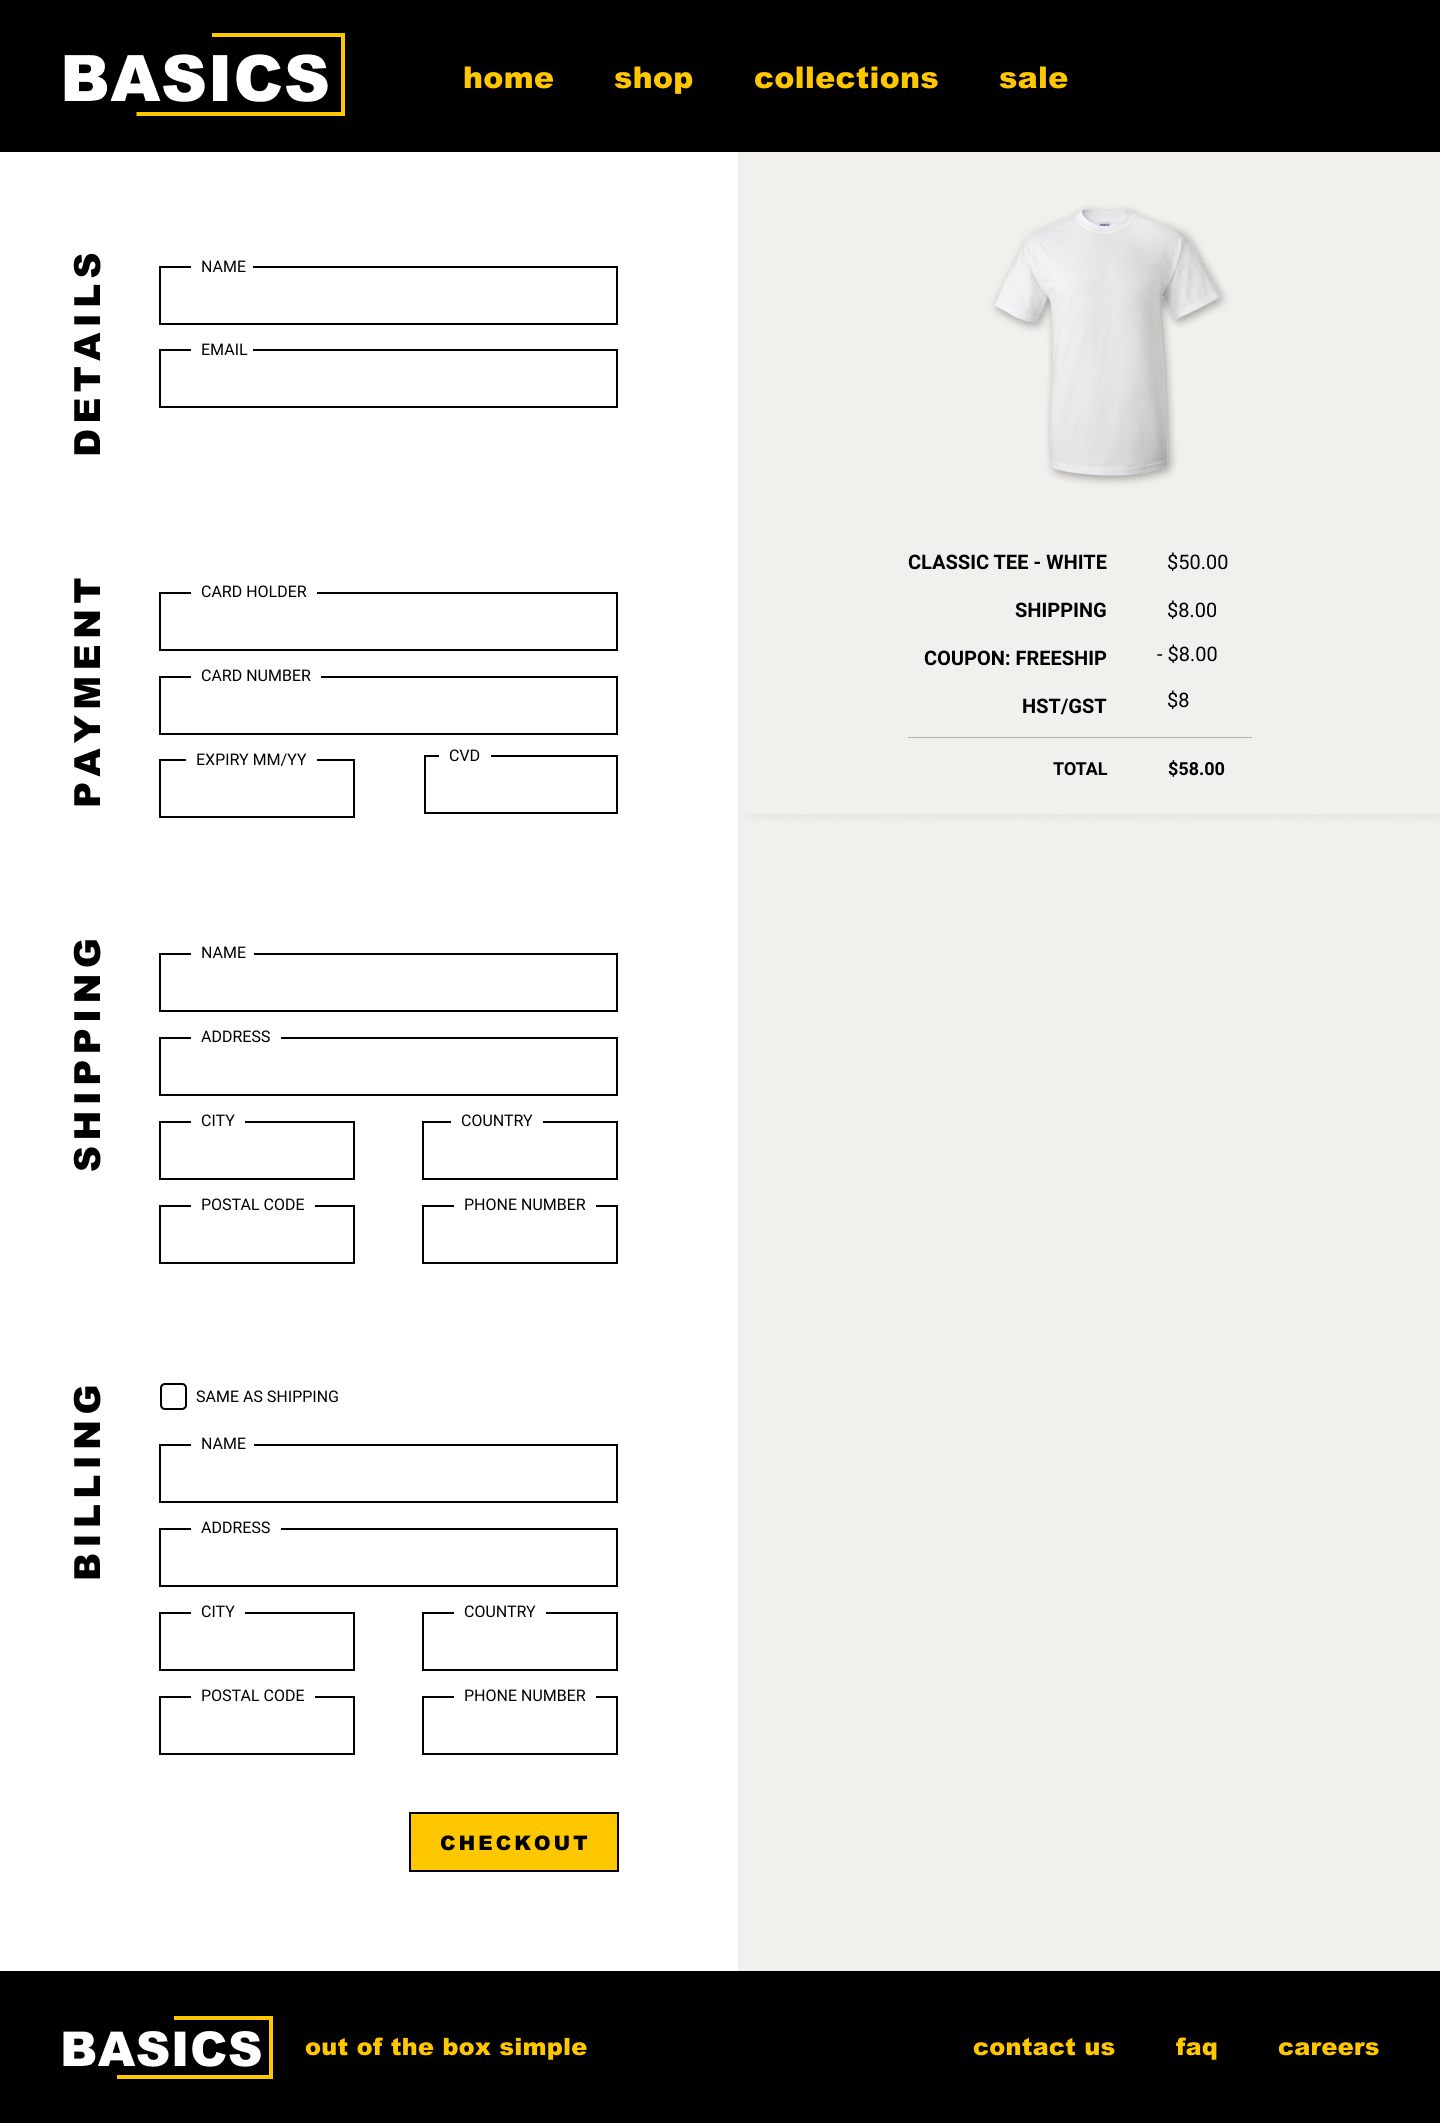 BASICS
home shop collections sale
DETAILS
NAME
EMAIL
PAYMENT
CARD HOLDER
CARD NUMBER
EXPIRY MM/YY CVD
SHIPPING
NAME
ADDRESS
CITY COUNTRY
POSTAL CODE PHONE NUMBER
BILLING
SAME AS SHIPPING
NAME
ADDRESS
CITY COUNTRY
POSTAL CODE PHONE NUMBER
CHECKOUT
CLASSIC TEE - WHITE $50.00
SHIPPING $8.00
COUPON: FREESHIP - $8.00
HST/GST $8
TOTAL $58.00
BASICS out of the box simple contact us faq careers